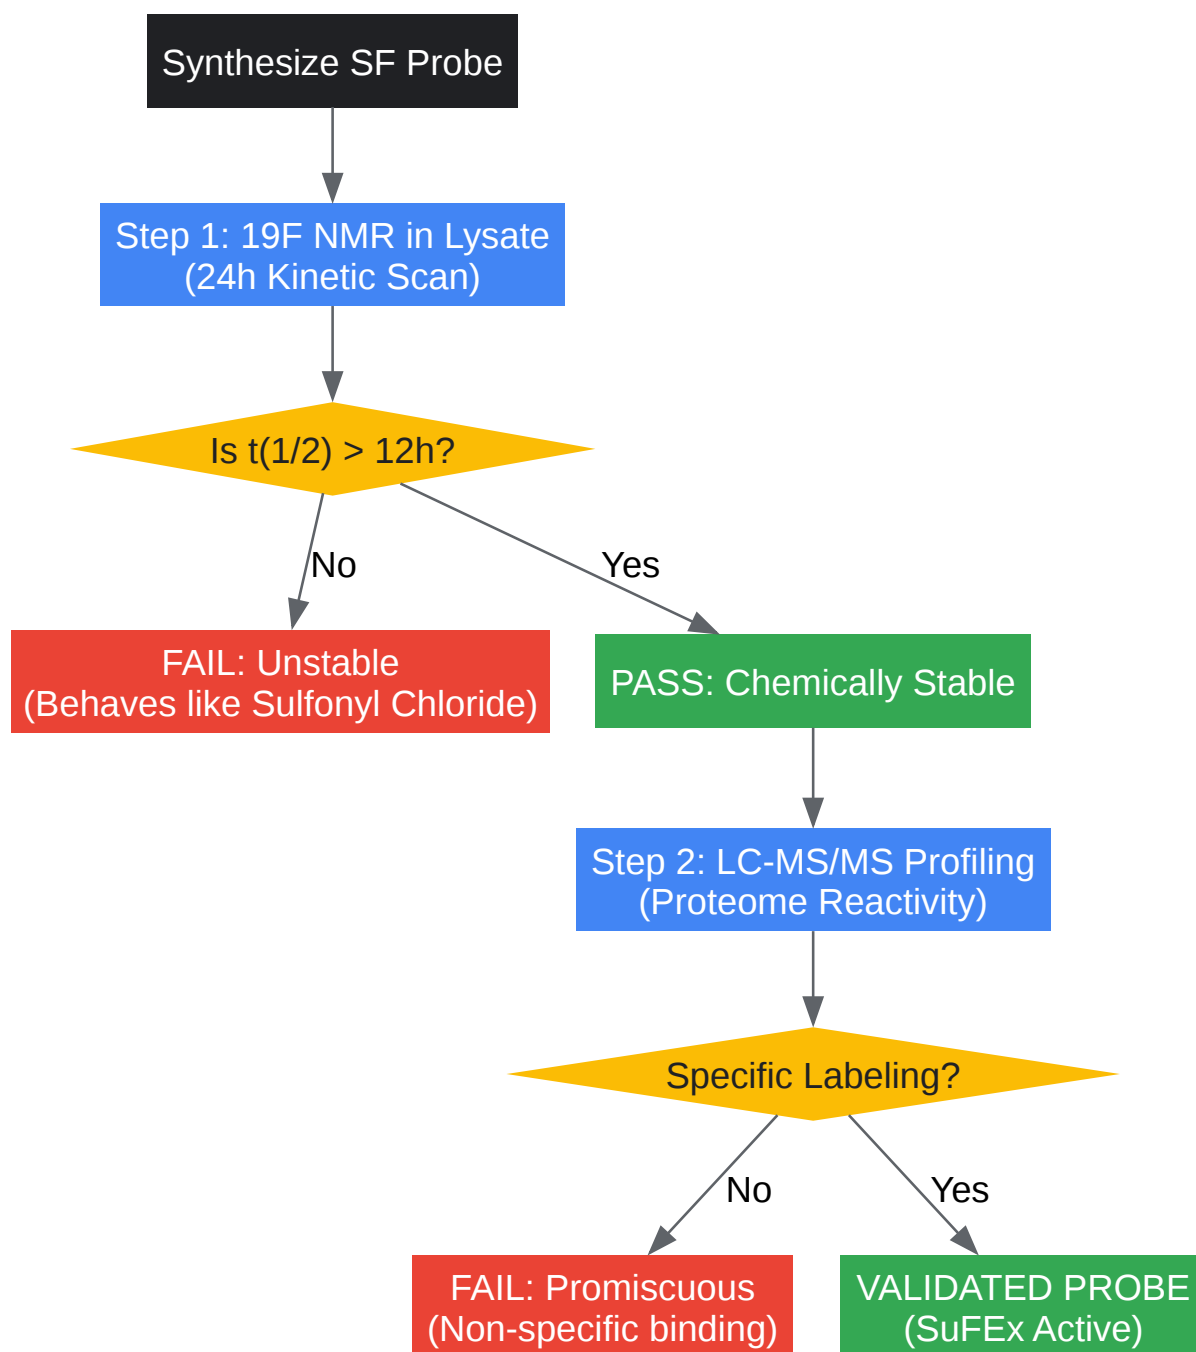 Synthesize SF Probe
Step 1: 19F NMR in Lysate
(24h Kinetic Scan)
Is t(1/2) > 12h?
No
Yes
FAIL: Unstable
(Behaves like Sulfonyl Chloride)
PASS: Chemically Stable
Step 2: LC-MS/MS Profiling
(Proteome Reactivity)
Specific Labeling?
No
Yes
FAIL: Promiscuous
(Non-specific binding)
VALIDATED PROBE
(SuFEx Active)